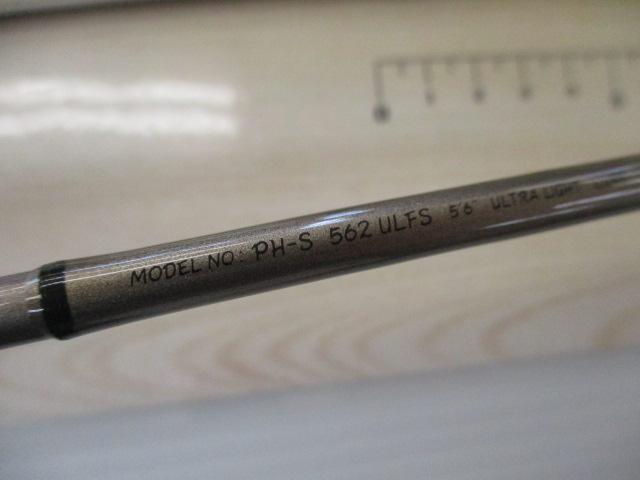 MODEL NO: PH-S 562 ULFS 5'6" ULTRA LIGHT